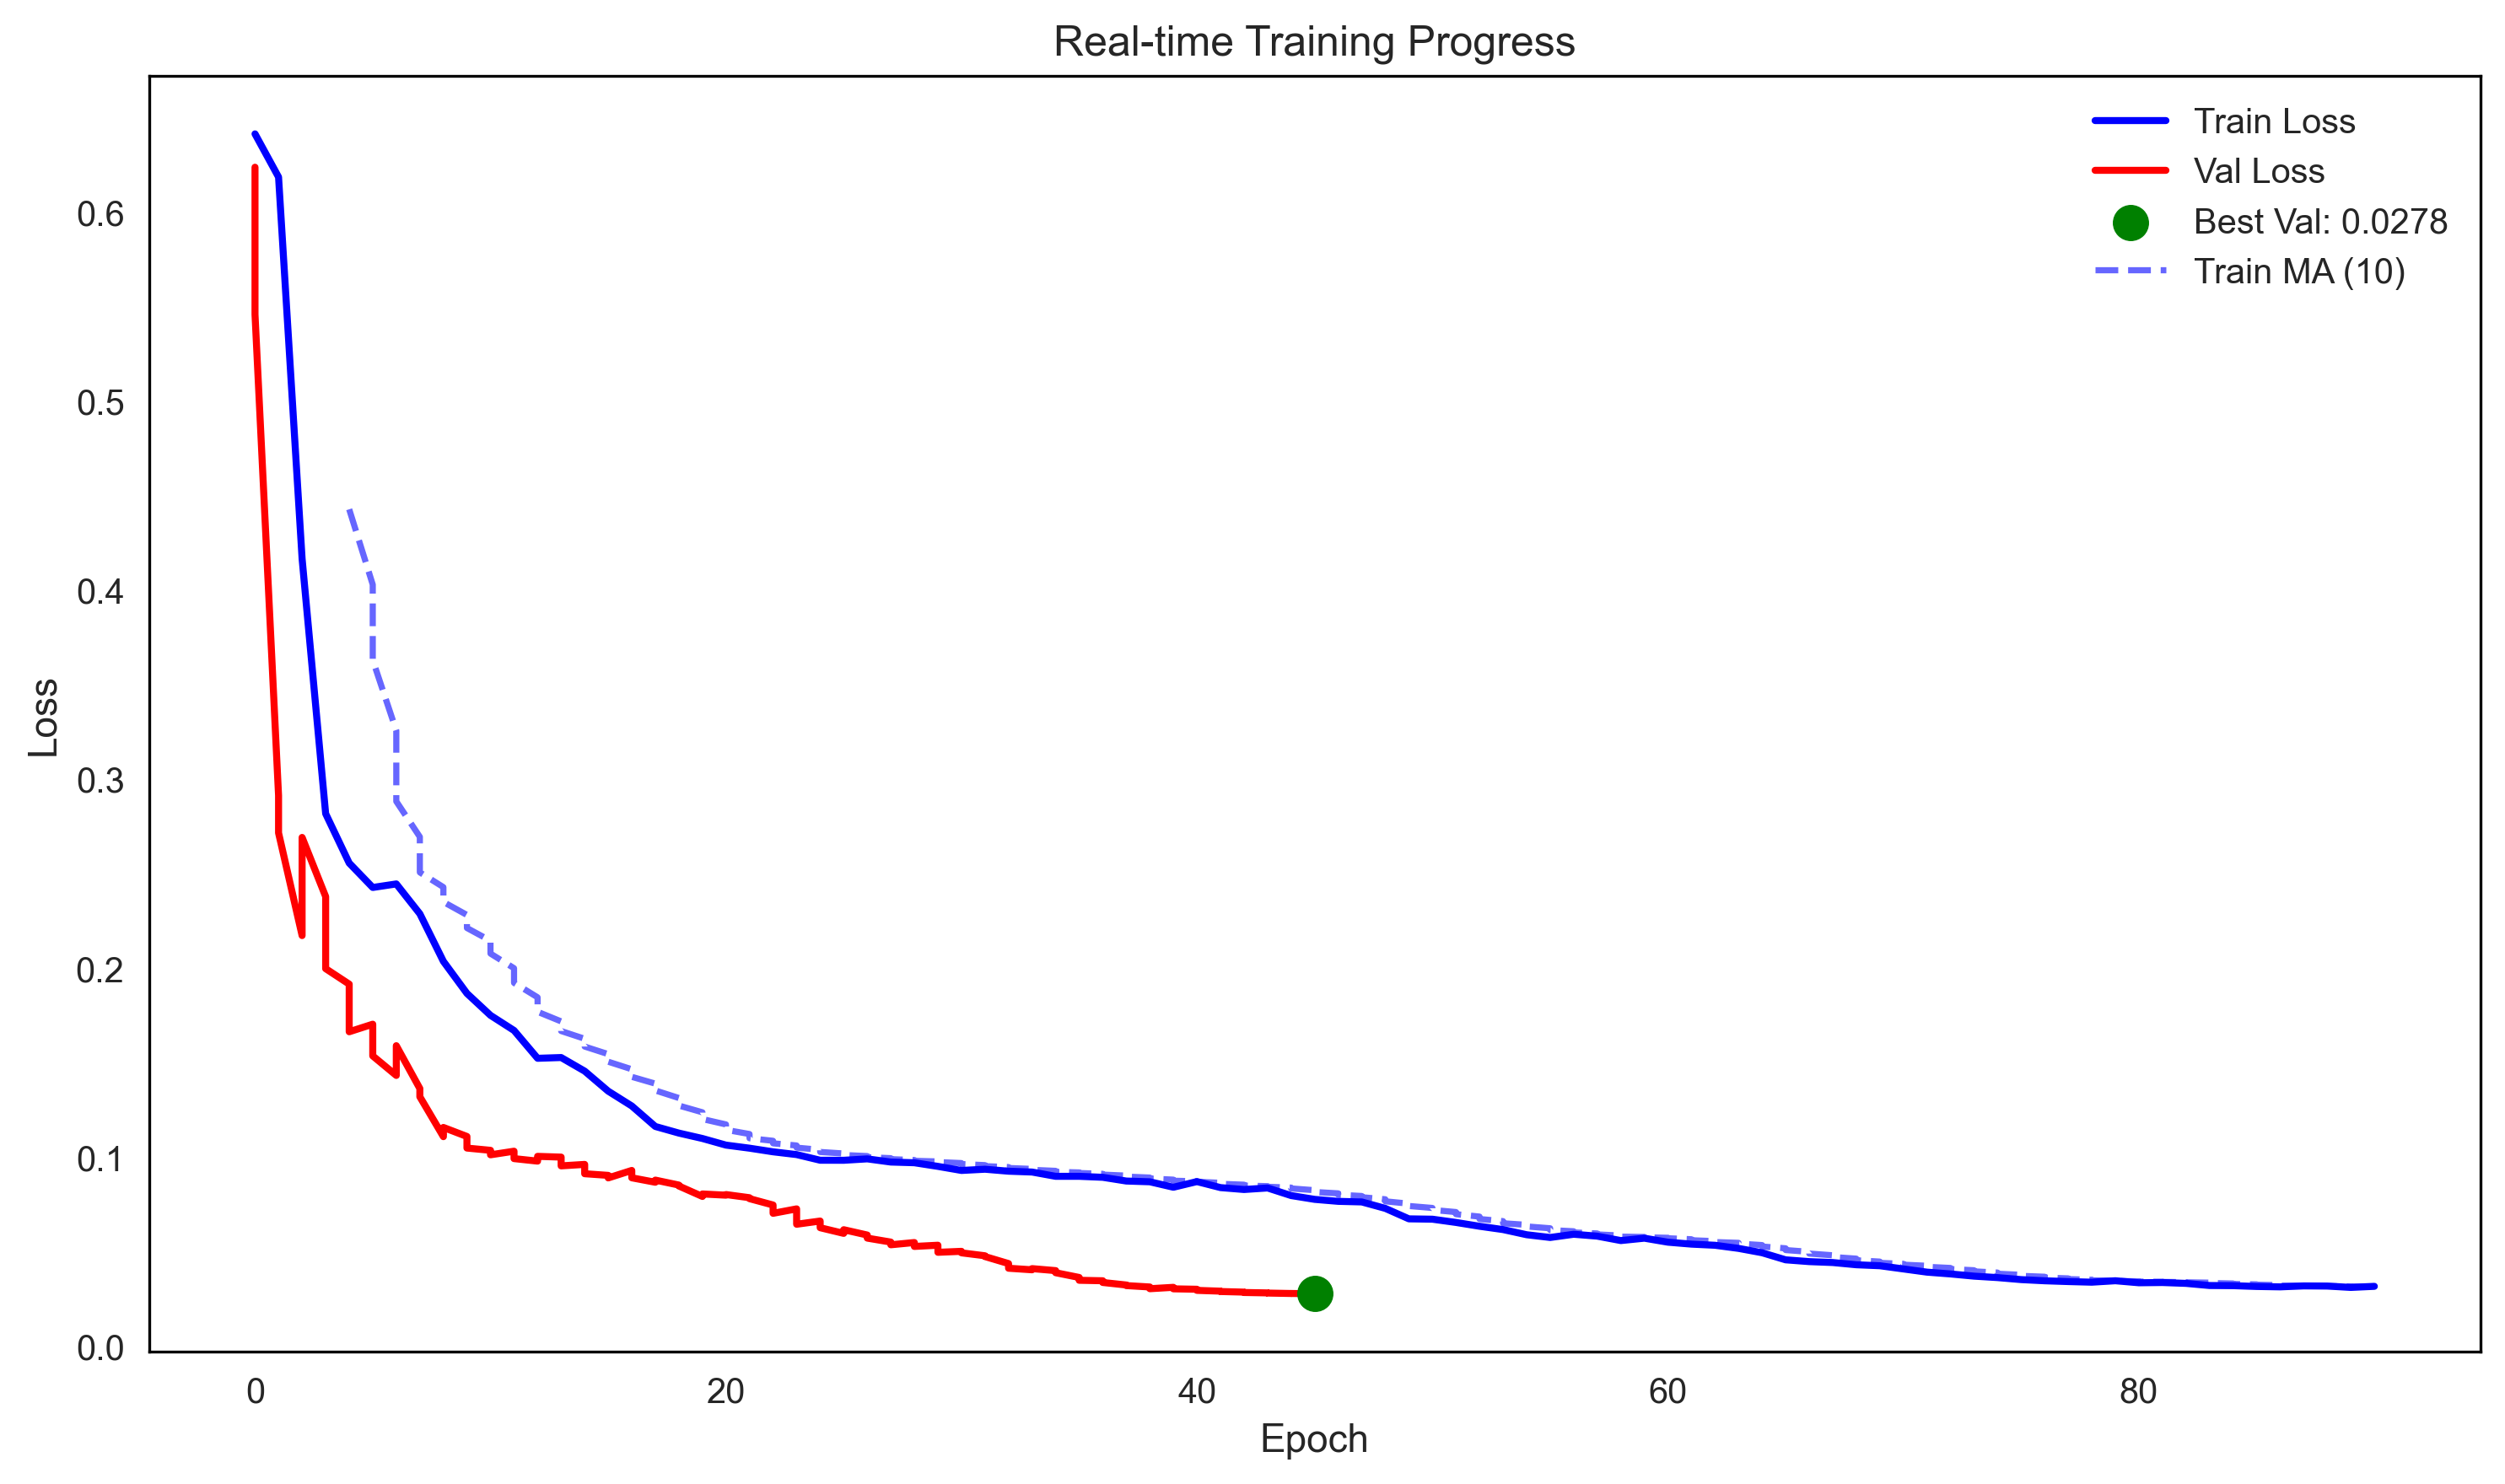 Real-time Training Progress
Train Loss
Val Loss
Best Val: 0.0278
Train MA (10)
Loss
0.6
0.5
0.4
0.3
0.2
0.1
0.0
0 20 40 60 80
Epoch